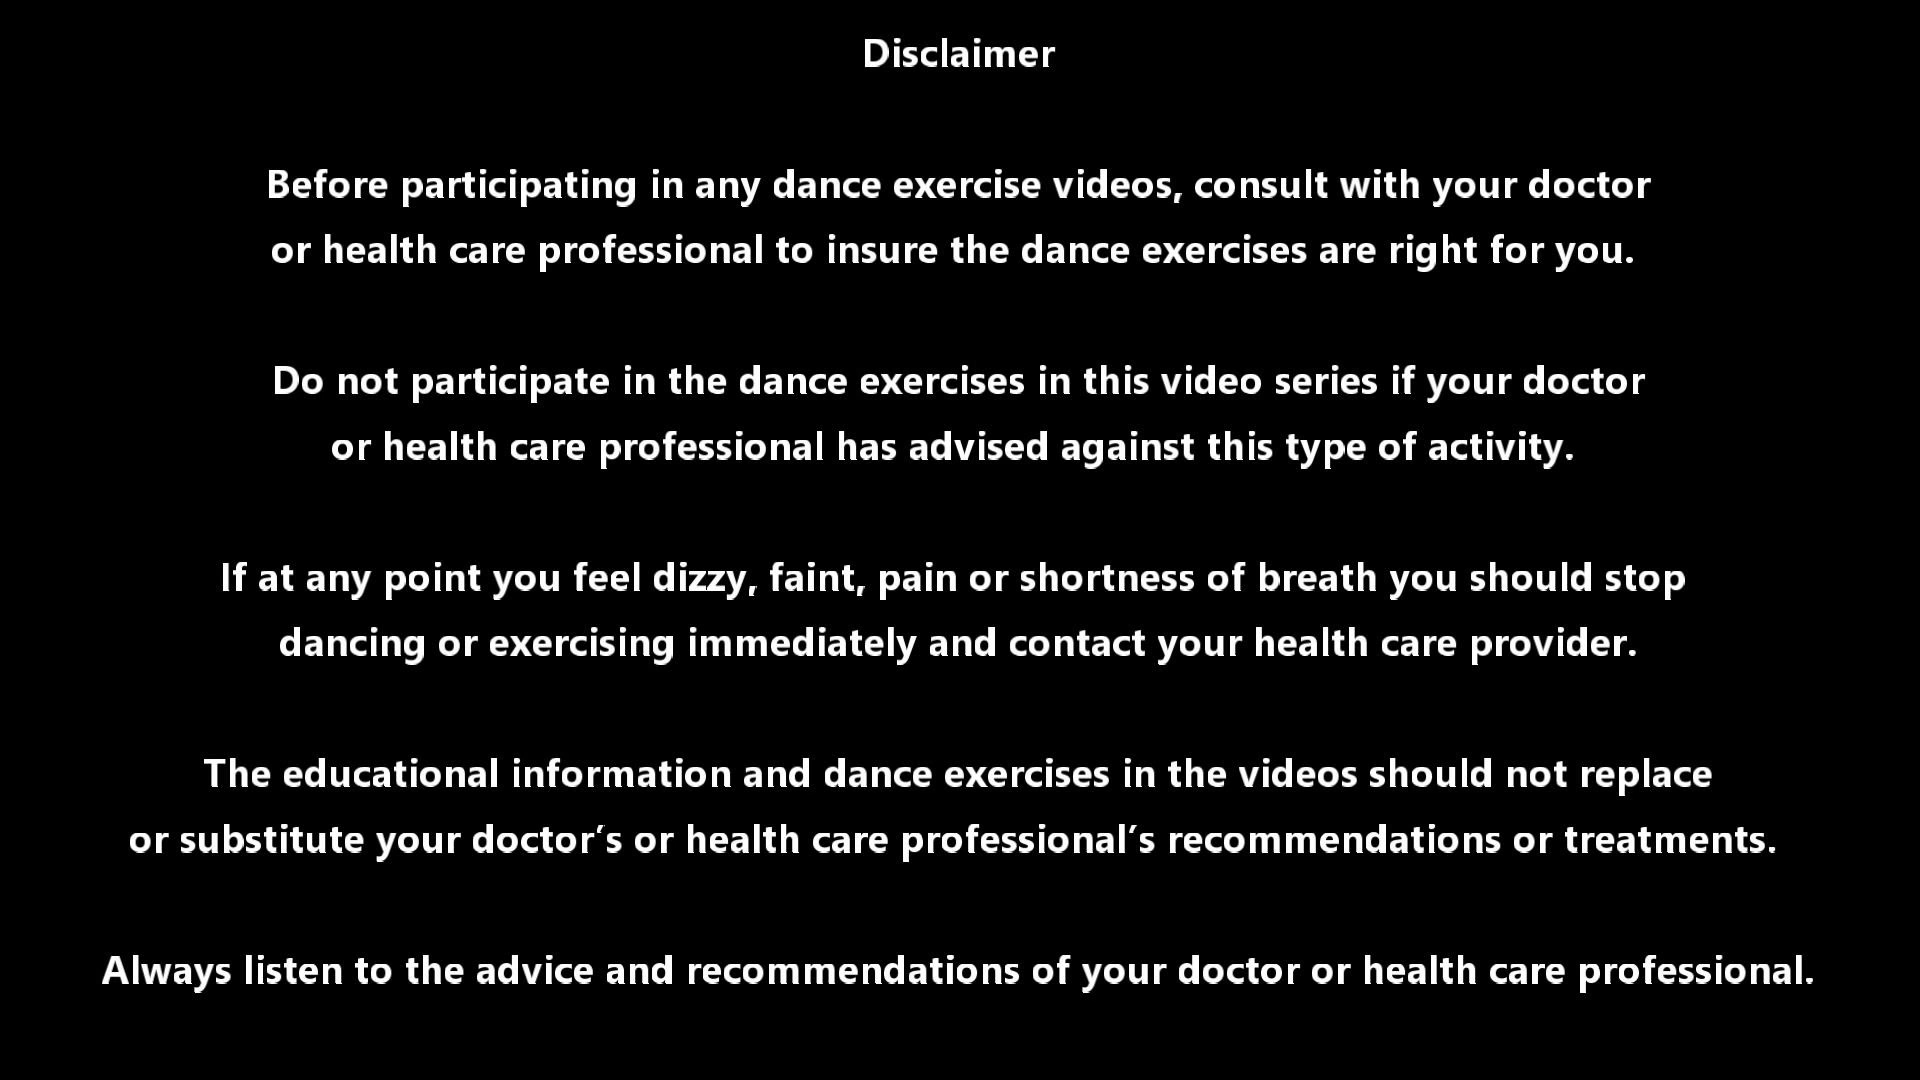 Disclaimer
Before participating in any dance exercise videos, consult with your doctor
or health care professional to insure the dance exercises are right for you.
Do not participate in the dance exercises in this video series if your doctor
or health care professional has advised against this type of activity.
If at any point you feel dizzy, faint, pain or shortness of breath you should stop
dancing or exercising immediately and contact your health care provider.
The educational information and dance exercises in the videos should not replace
or substitute your doctor’s or health care professional’s recommendations or treatments.
Always listen to the advice and recommendations of your doctor or health care professional.